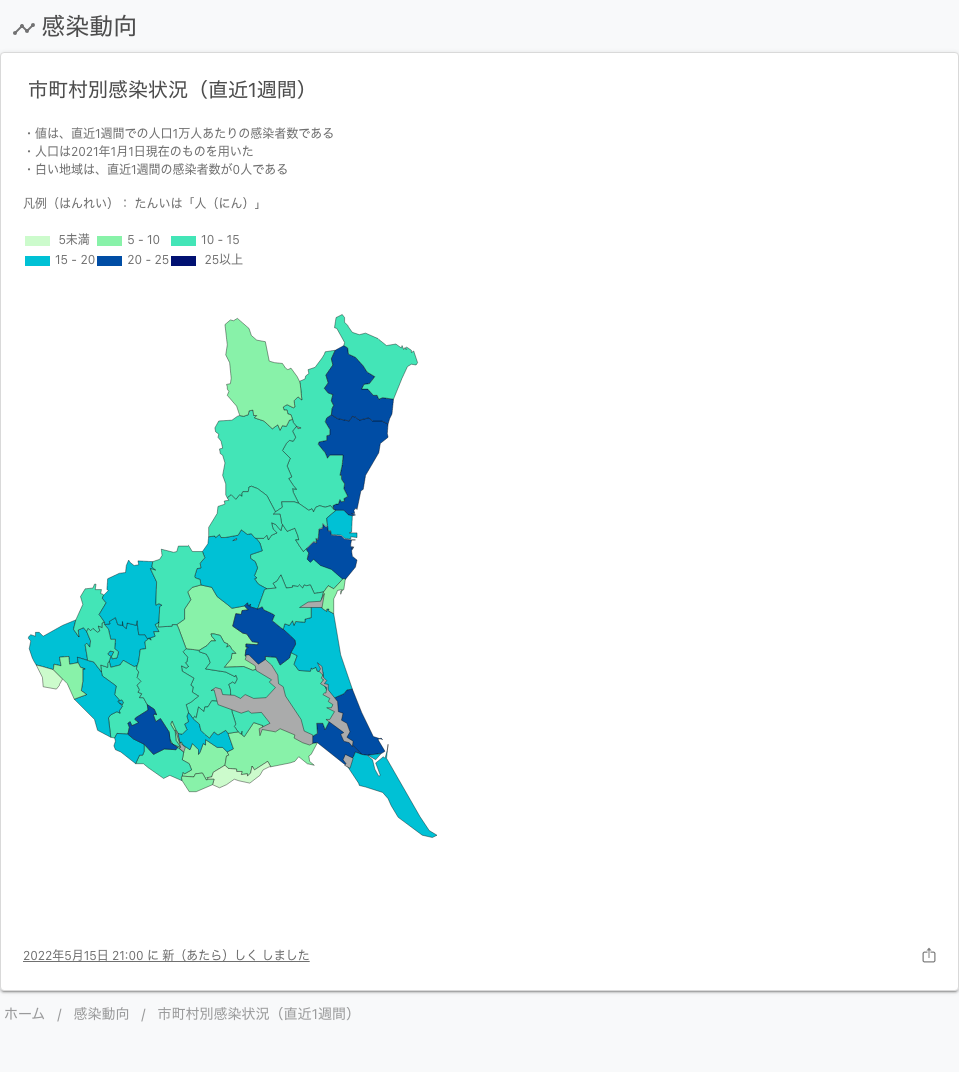 感染動向
市町村別感染状況（直近1週間）
・値は、直近1週間での人口1万人あたりの感染者数である
・人口は2021年1月1日現在のものを用いた
・白い地域は、直近1週間の感染者数が0人である
凡例（はんれい）： たんいは「人（にん）」
5未満 5 - 10 10 - 15
15 - 20 20 - 25 25以上
2022年5月15日 21:00 に 新（あたら）しく しました
ホーム / 感染動向 / 市町村別感染状況（直近1週間）